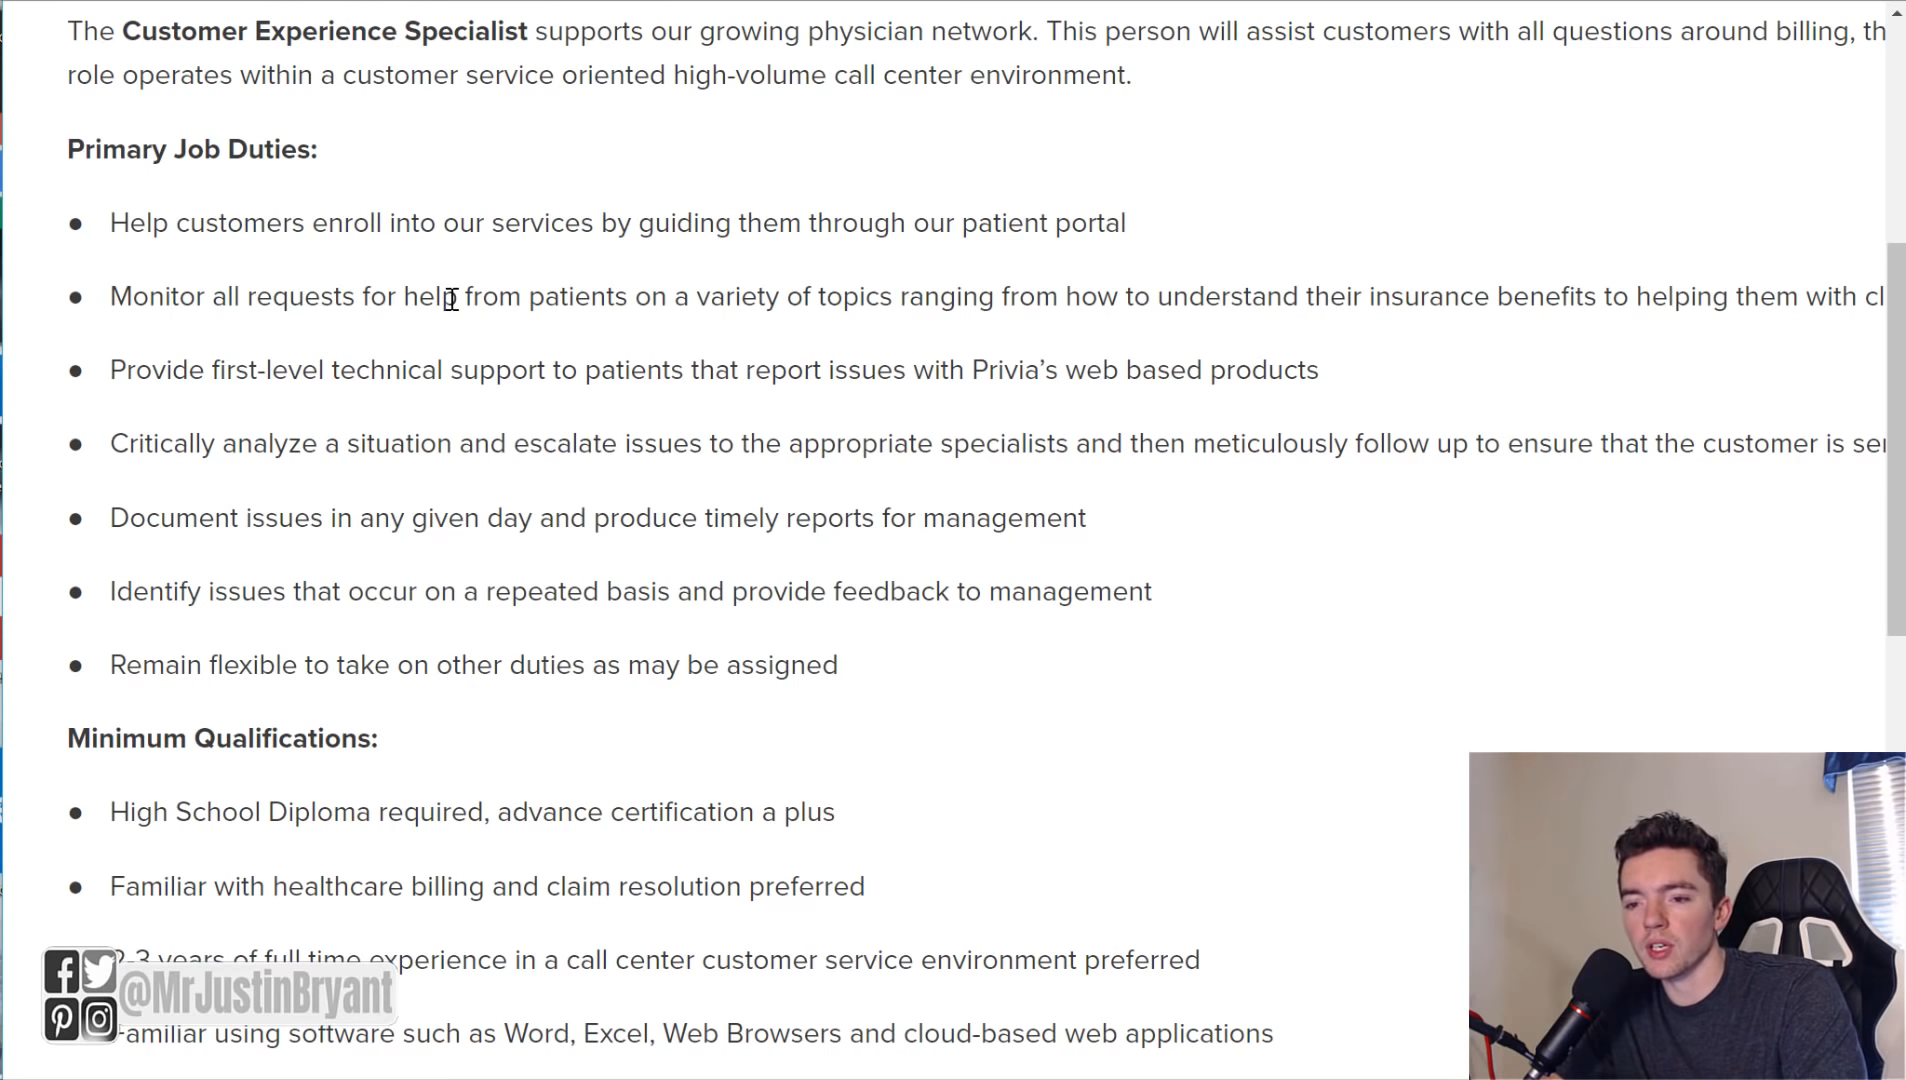 The Customer Experience Specialist supports our growing physician network. This person will assist customers with all questions around billing, th
role operates within a customer service oriented high-volume call center environment.
Primary Job Duties:
● Help customers enroll into our services by guiding them through our patient portal
● Monitor all requests for help from patients on a variety of topics ranging from how to understand their insurance benefits to helping them with cl
● Provide first-level technical support to patients that report issues with Privia’s web based products
● Critically analyze a situation and escalate issues to the appropriate specialists and then meticulously follow up to ensure that the customer is ser
● Document issues in any given day and produce timely reports for management
● Identify issues that occur on a repeated basis and provide feedback to management
● Remain flexible to take on other duties as may be assigned
Minimum Qualifications:
● High School Diploma required, advance certification a plus
● Familiar with healthcare billing and claim resolution preferred
2-3 years of full time experience in a call center customer service environment preferred
@MrJustinBryant
Familiar using software such as Word, Excel, Web Browsers and cloud-based web applications